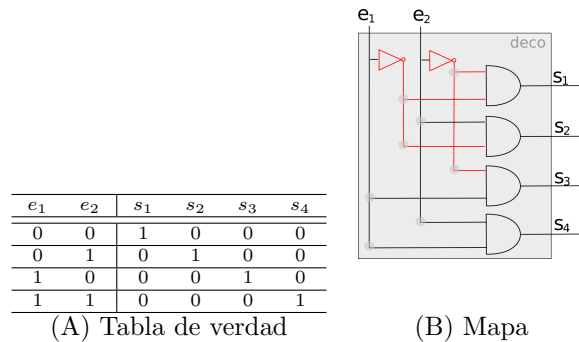 e1 e2 s1 s2 s3 s4
0 0 1 0 0 0
0 1 0 1 0 0
1 0 0 0 1 0
1 1 0 0 0 1
(A) Tabla de verdad
e1 e2
deco
s1
s2
s3
s4
(B) Mapa